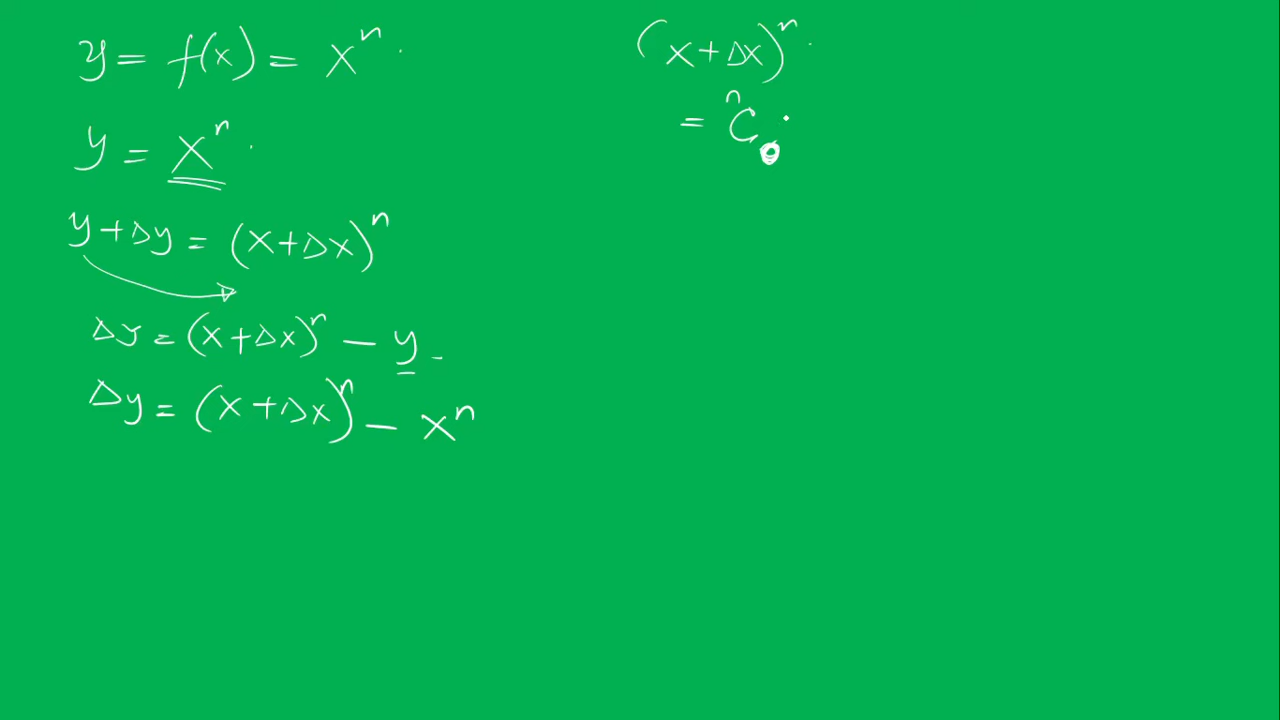 y = f(x) = x^n.
y = x^n.
y + Δy = (x + Δx)^n
Δy = (x + Δx)^n - y
Δy = (x + Δx)^n - x^n
(x + Δx)^n.
= ^nC_0